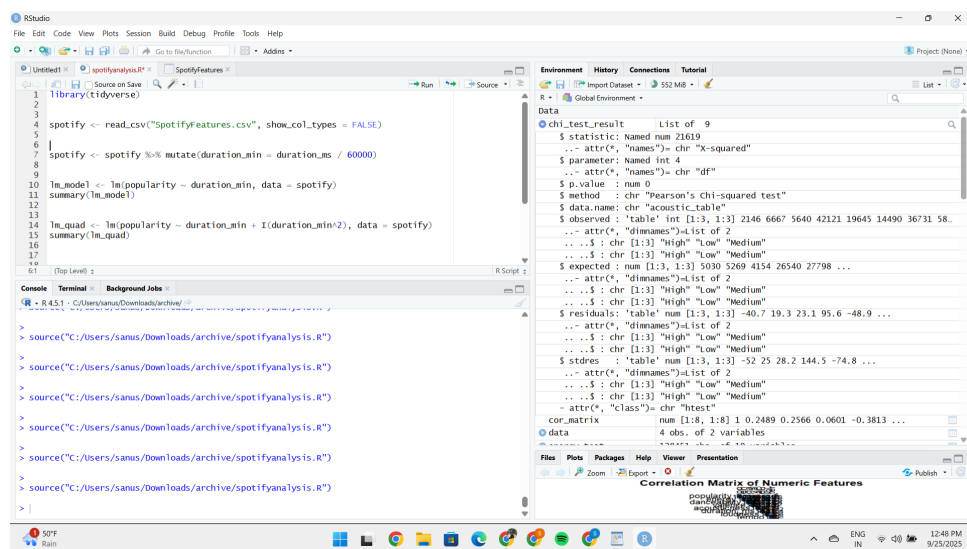 RStudio
File Edit Code View Plots Session Build Debug Profile Tools Help
Go to file/function Addins
Project: (None)
Untitled1 × spotifyanalysis.R* × SpotifyFeatures ×
Source on Save Run Source
1 library(tidyverse)
2
3
4 spotify <- read_csv("SpotifyFeatures.csv", show_col_types = FALSE)
5
6
7 spotify <- spotify %>% mutate(duration_min = duration_ms / 60000)
8
9
10 lm_model <- lm(popularity ~ duration_min, data = spotify)
11 summary(lm_model)
12
13
14 lm_quad <- lm(popularity ~ duration_min + I(duration_min^2), data = spotify)
15 summary(lm_quad)
16
17
18
6:1 (Top Level) R Script
Console Terminal × Background Jobs ×
R 4.5.1 · C:/Users/sanus/Downloads/archive/
> source("C:/Users/sanus/Downloads/archive/spotifyanalysis.R")
>
> source("C:/Users/sanus/Downloads/archive/spotifyanalysis.R")
>
> source("C:/Users/sanus/Downloads/archive/spotifyanalysis.R")
>
> source("C:/Users/sanus/Downloads/archive/spotifyanalysis.R")
>
> source("C:/Users/sanus/Downloads/archive/spotifyanalysis.R")
>
> source("C:/Users/sanus/Downloads/archive/spotifyanalysis.R")
>
> source("C:/Users/sanus/Downloads/archive/spotifyanalysis.R")
>
Environment History Connections Tutorial
Import Dataset 552 MiB List
R Global Environment
Data
chi_test_result List of 9
$ statistic: Named num 21619
..- attr(*, "names")= chr "X-squared"
$ parameter: Named int 4
..- attr(*, "names")= chr "df"
$ p.value : num 0
$ method : chr "Pearson's Chi-squared test"
$ data.name: chr "acoustic_table"
$ observed : 'table' int [1:3, 1:3] 2146 6667 5640 42121 19645 14490 36731 58…
..- attr(*, "dimnames")=List of 2
.. ..$ : chr [1:3] "High" "Low" "Medium"
.. ..$ : chr [1:3] "High" "Low" "Medium"
$ expected : num [1:3, 1:3] 5030 5269 4154 26540 27798 ...
..- attr(*, "dimnames")=List of 2
.. ..$ : chr [1:3] "High" "Low" "Medium"
.. ..$ : chr [1:3] "High" "Low" "Medium"
$ residuals: 'table' num [1:3, 1:3] -40.7 19.3 23.1 95.6 -48.9 ...
..- attr(*, "dimnames")=List of 2
.. ..$ : chr [1:3] "High" "Low" "Medium"
.. ..$ : chr [1:3] "High" "Low" "Medium"
$ stdres : 'table' num [1:3, 1:3] -52 25 28.2 144.5 -74.8 ...
..- attr(*, "dimnames")=List of 2
.. ..$ : chr [1:3] "High" "Low" "Medium"
.. ..$ : chr [1:3] "High" "Low" "Medium"
- attr(*, "class")= chr "htest"
cor_matrix num [1:8, 1:8] 1 0.2489 0.2566 0.0601 -0.3813 ...
data 4 obs. of 2 variables
Files Plots Packages Help Viewer Presentation
Zoom Export Publish
Correlation Matrix of Numeric Features
popularity
50°F
Rain
ENG
IN
12:48 PM
9/25/2025